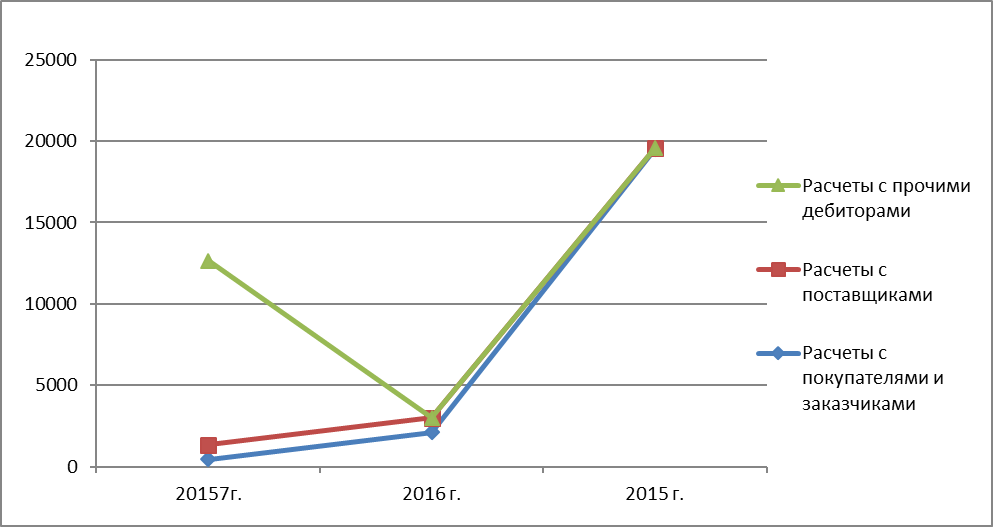 25000
20000
15000
10000
5000
0
20157г.
2016 г.
2015 г.
Расчеты с прочими
дебиторами
Расчеты с
поставщиками
Расчеты с
покупателями и
заказчиками